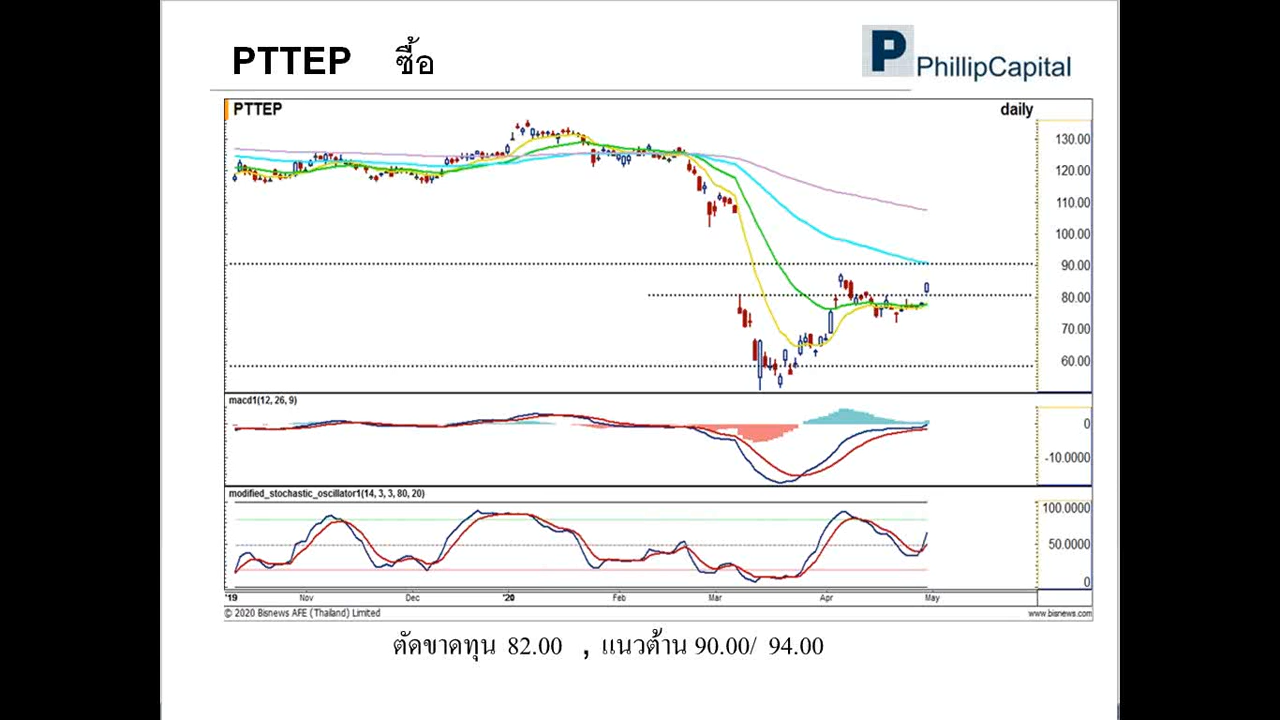 PTTEP ซื้อ
PhillipCapital
PTTEP daily
130.00
120.00
110.00
100.00
90.00
80.00
70.00
60.00
macd1(12, 26, 9)
0
-10.0000
modified_stochastic_oscillator1(14, 3, 3, 80, 20)
100.0000
50.0000
0
'19 Nov Dec '20 Feb Mar Apr May
© 2020 Bisnews AFE (Thailand) Limited www.bisnews.com
ตัดขาดทุน 82.00 , แนวต้าน 90.00/ 94.00